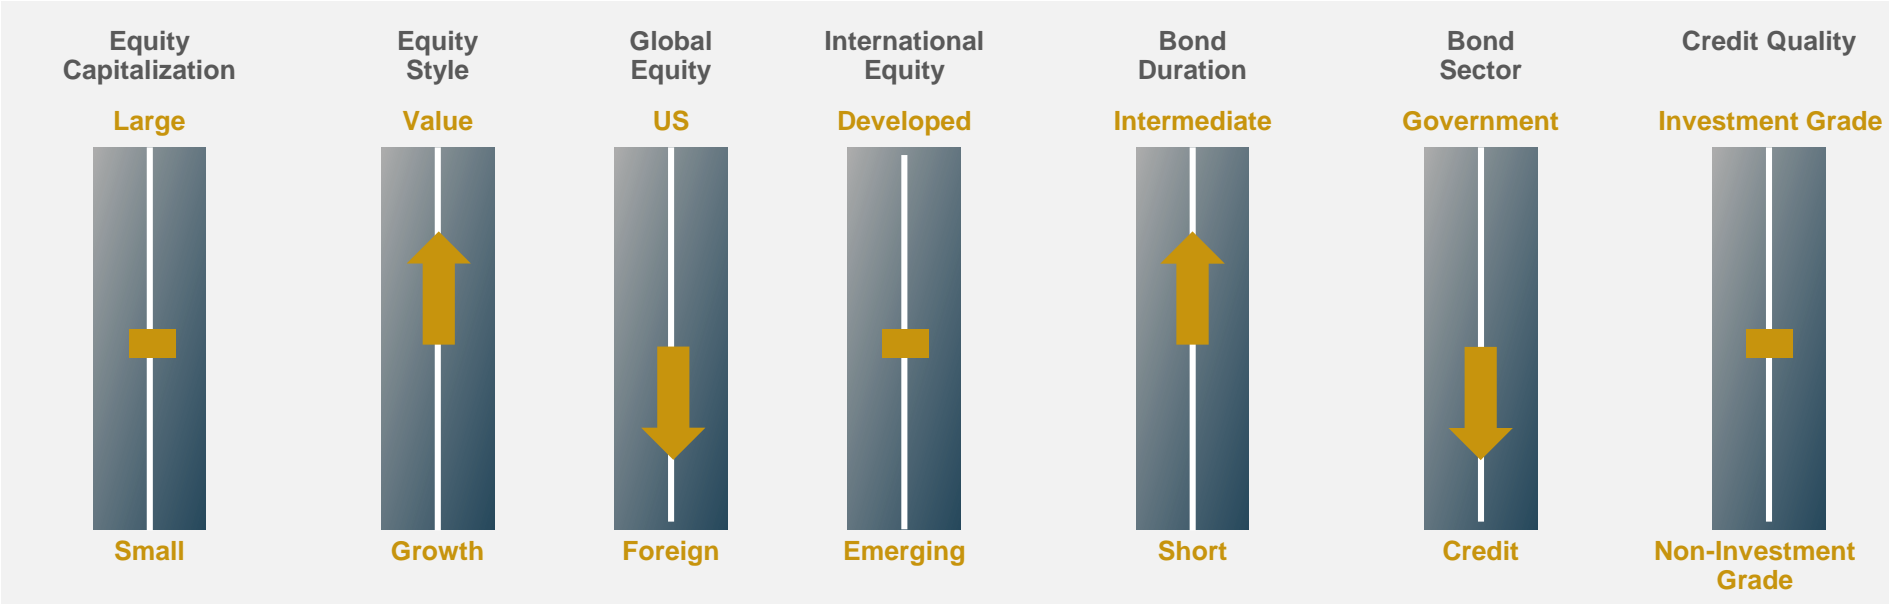 Equity
Capitalization
Equity
Style
Global
Equity
International
Equity
Bond
Duration
Bond
Sector
Credit Quality
Large
Value
US
Developed
Intermediate
Government
Investment Grade
Small
Growth
Foreign
Emerging
Short
Credit
Non-Investment
Grade